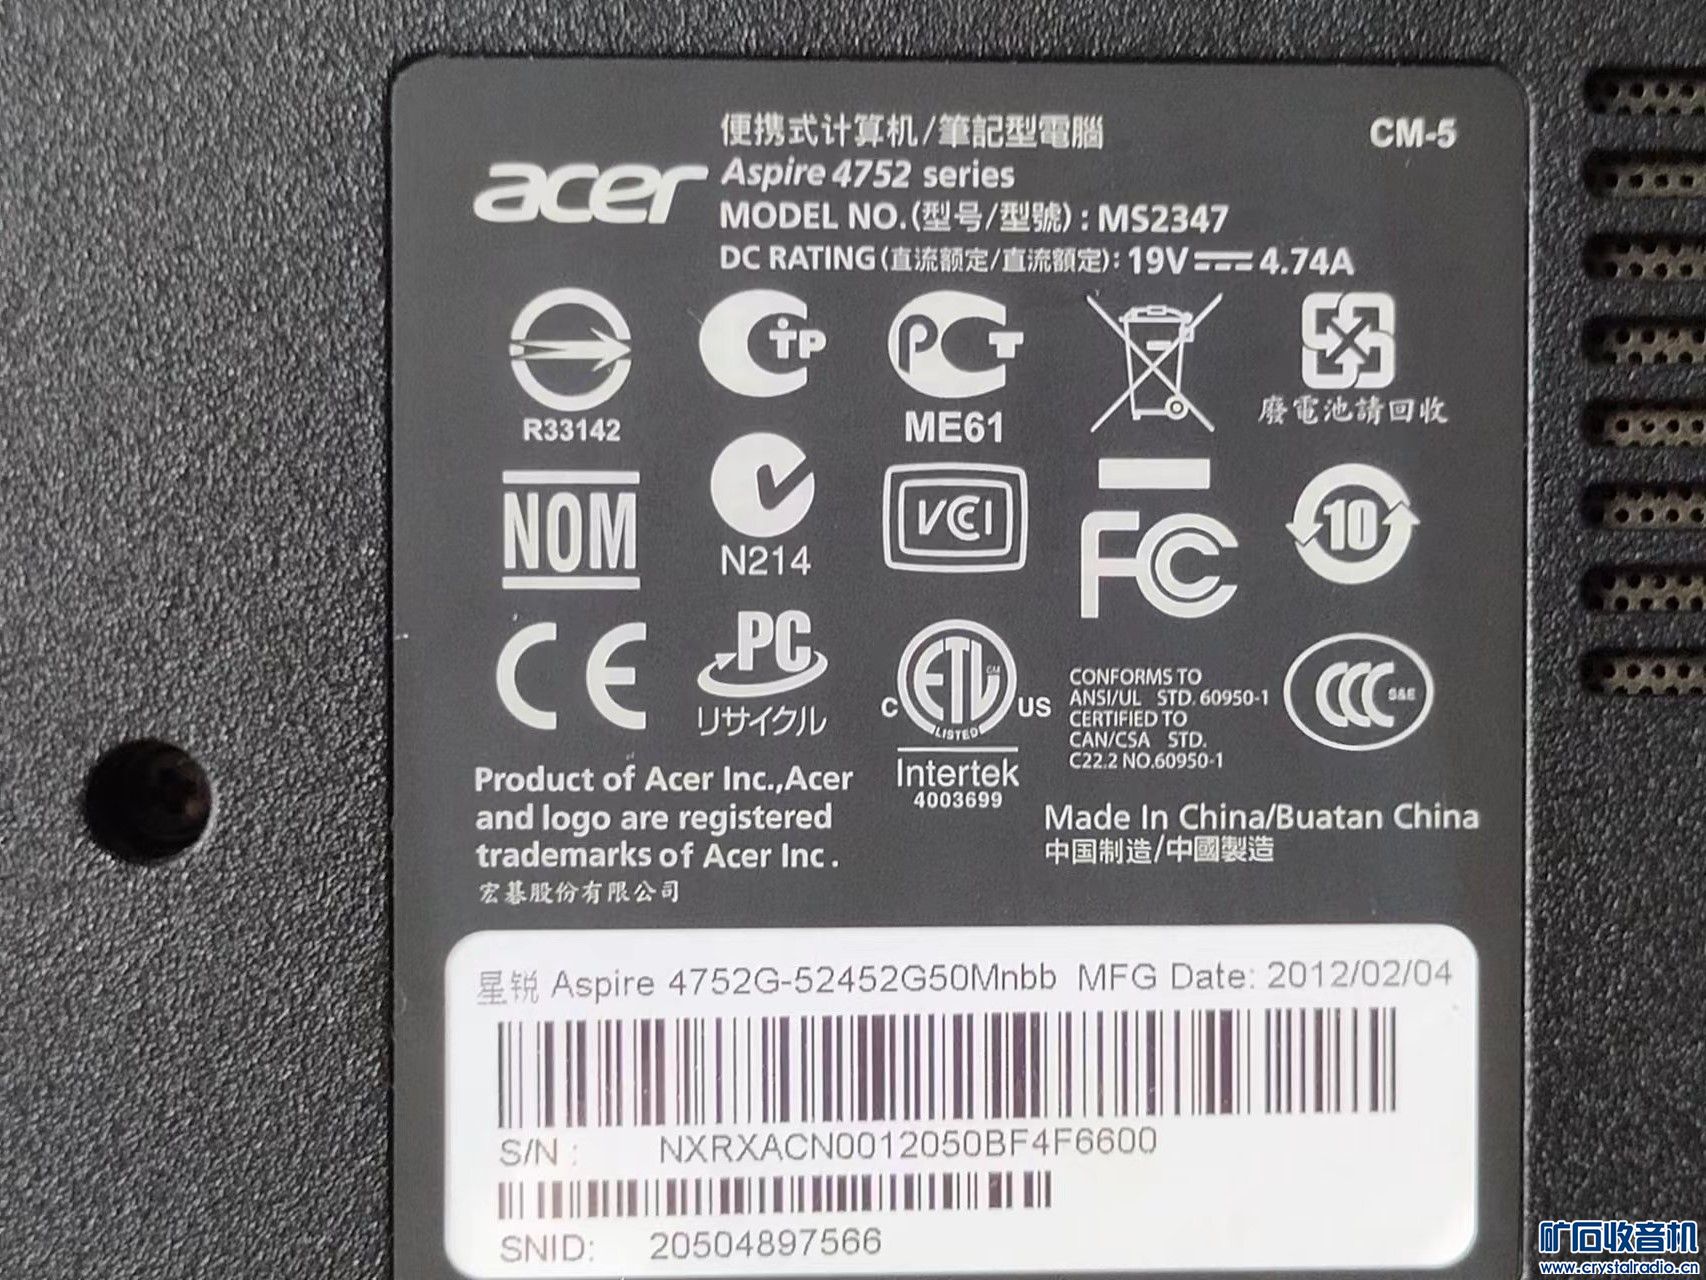 便携式计算机/筆記型電腦
CM-5
acer
Aspire 4752 series
MODEL NO.(型号/型號) : MS2347
DC RATING(直流额定/直流額定): 19V 4.74A
R33142
ME61
廢電池請回收
NOM
N214
VCI
FC
10
CE
PC
リサイクル
ETL CM
C US
LISTED
Intertek
4003699
CONFORMS TO
ANSI/UL STD. 60950-1
CERTIFIED TO
CAN/CSA STD.
C22.2 NO.60950-1
CCC S&E
Product of Acer Inc.,Acer
and logo are registered
trademarks of Acer Inc .
宏碁股份有限公司
Made In China/Buatan China
中国制造/中國製造
星锐 Aspire 4752G-52452G50Mnbb MFG Date: 2012/02/04
S/N : NXRXACN0012050BF4F6600
SNID: 20504897566
矿石收音机
www.crystalradio.cn